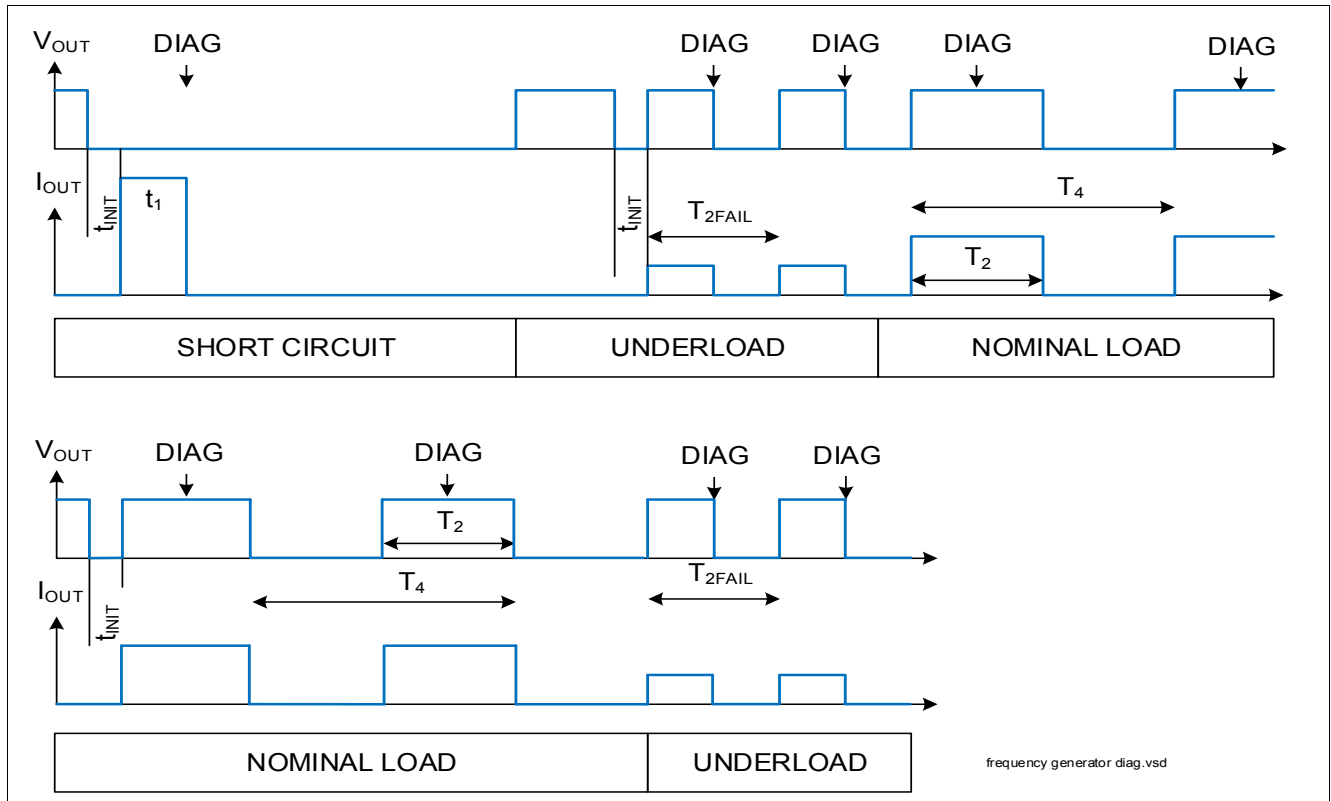 VOUT DIAG DIAG DIAG DIAG DIAG
IOUT tINIT t1 tINIT T2FAIL T4
T2
SHORT CIRCUIT UNDERLOAD NOMINAL LOAD
VOUT DIAG DIAG DIAG DIAG
T2
IOUT tINIT T4 T2FAIL
NOMINAL LOAD UNDERLOAD frequency generator diag.vsd